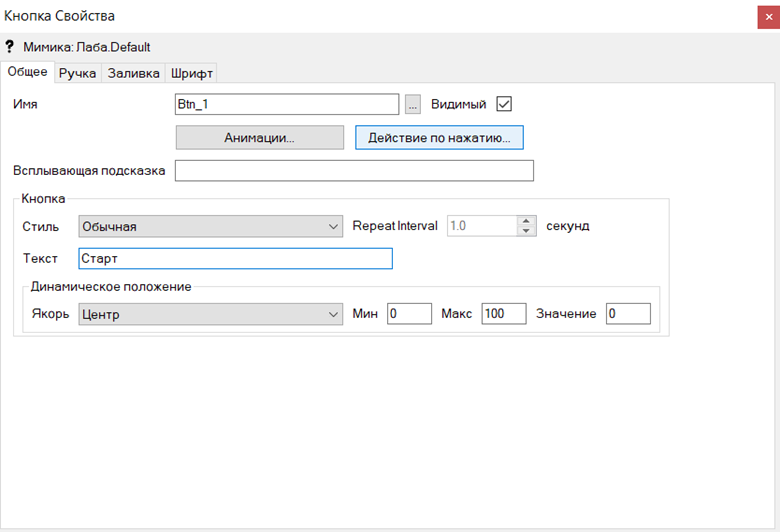 Кнопка Свойства
? Мимика: Лаба.Default
Общее Ручка Заливка Шрифт
Имя Btn_1 ... Видимый
Анимации... Действие по нажатию...
Всплывающая подсказка
Кнопка
Стиль Обычная Repeat Interval 1.0 секунд
Текст Старт
Динамическое положение
Якорь Центр Мин 0 Макс 100 Значение 0